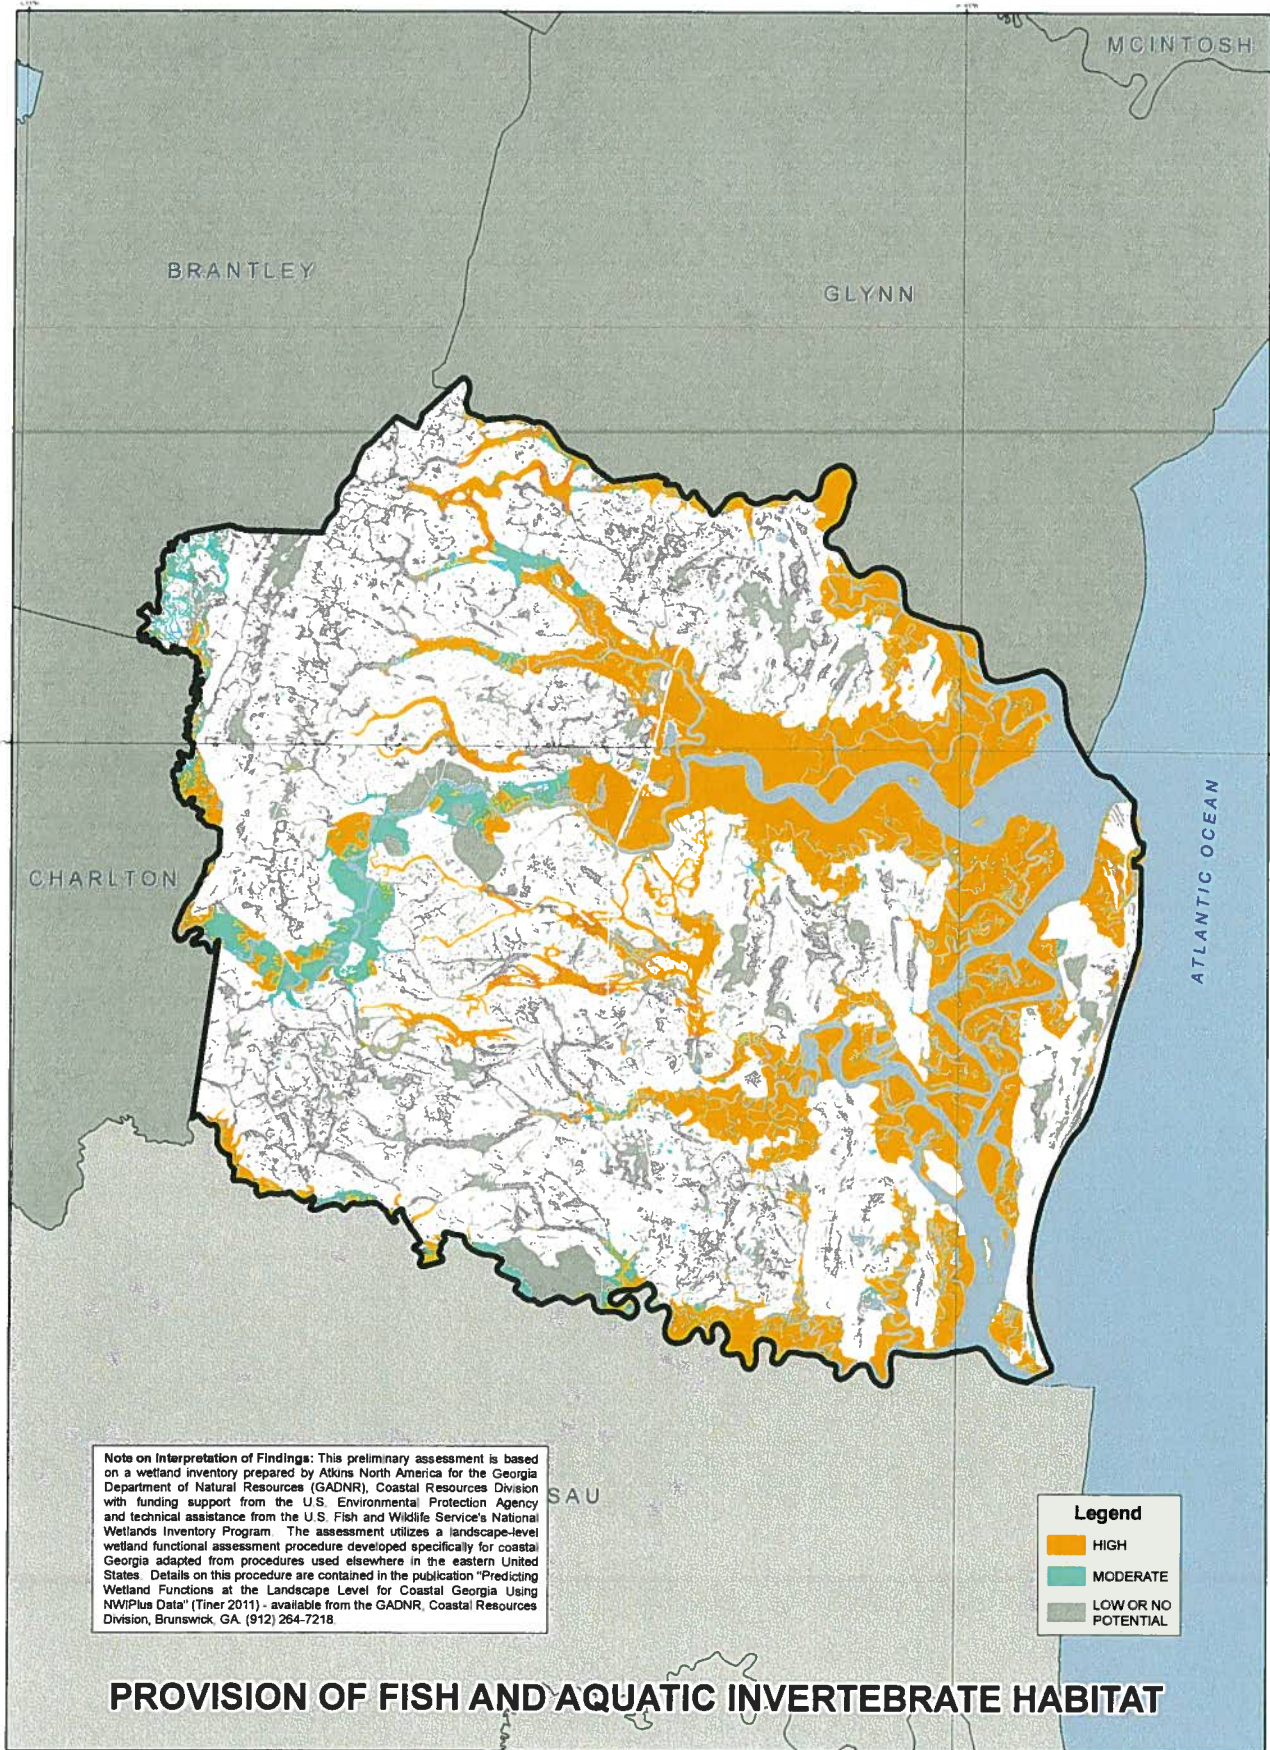 MCINTOSH
BRANTLEY
GLYNN
CHARLTON
ATLANTIC OCEAN
Note on Interpretation of Findings: This preliminary assessment is based
on a wetland inventory prepared by Atkins North America for the Georgia
Department of Natural Resources (GADNR), Coastal Resources Division
with funding support from the U.S. Environmental Protection Agency
and technical assistance from the U.S. Fish and Wildlife Service's National
Wetlands Inventory Program. The assessment utilizes a landscape-level
wetland functional assessment procedure developed specifically for coastal
Georgia adapted from procedures used elsewhere in the eastern United
States. Details on this procedure are contained in the publication "Predicting
Wetland Functions at the Landscape Level for Coastal Georgia Using
NWIPlus Data" (Tiner 2011) - available from the GADNR, Coastal Resources
Division, Brunswick, GA. (912) 264-7218.
SAU
Legend
HIGH
MODERATE
LOW OR NO
POTENTIAL
PROVISION OF FISH AND AQUATIC INVERTEBRATE HABITAT